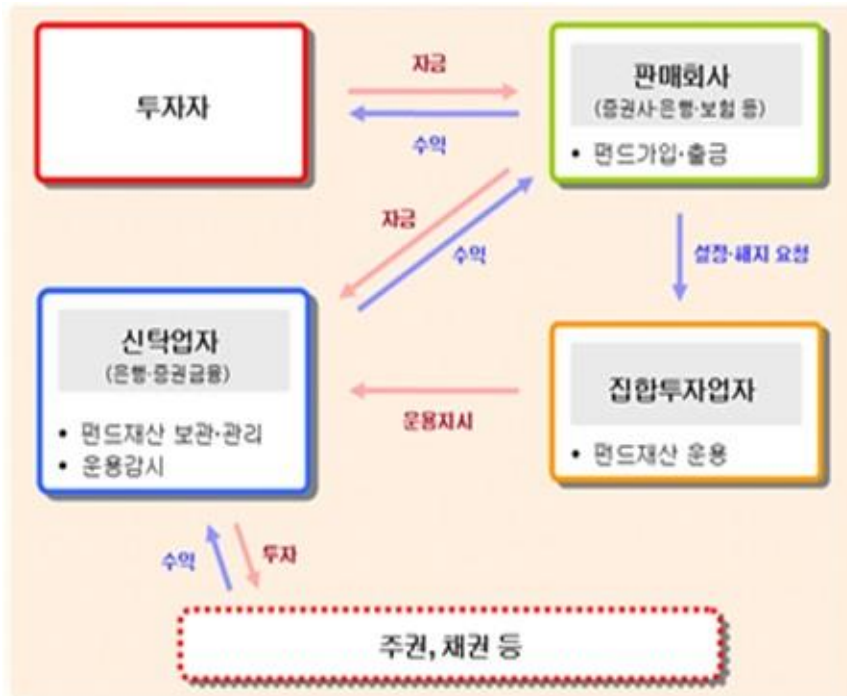 투자자
자금
수익
판매회사
(증권사·은행·보험 등)
• 펀드가입·출금
자금
수익
설정·해지 요청
신탁업자
(은행·증권금융)
• 펀드재산 보관·관리
• 운용감시
운용지시
집합투자업자
• 펀드재산 운용
수익
투자
주권, 채권 등